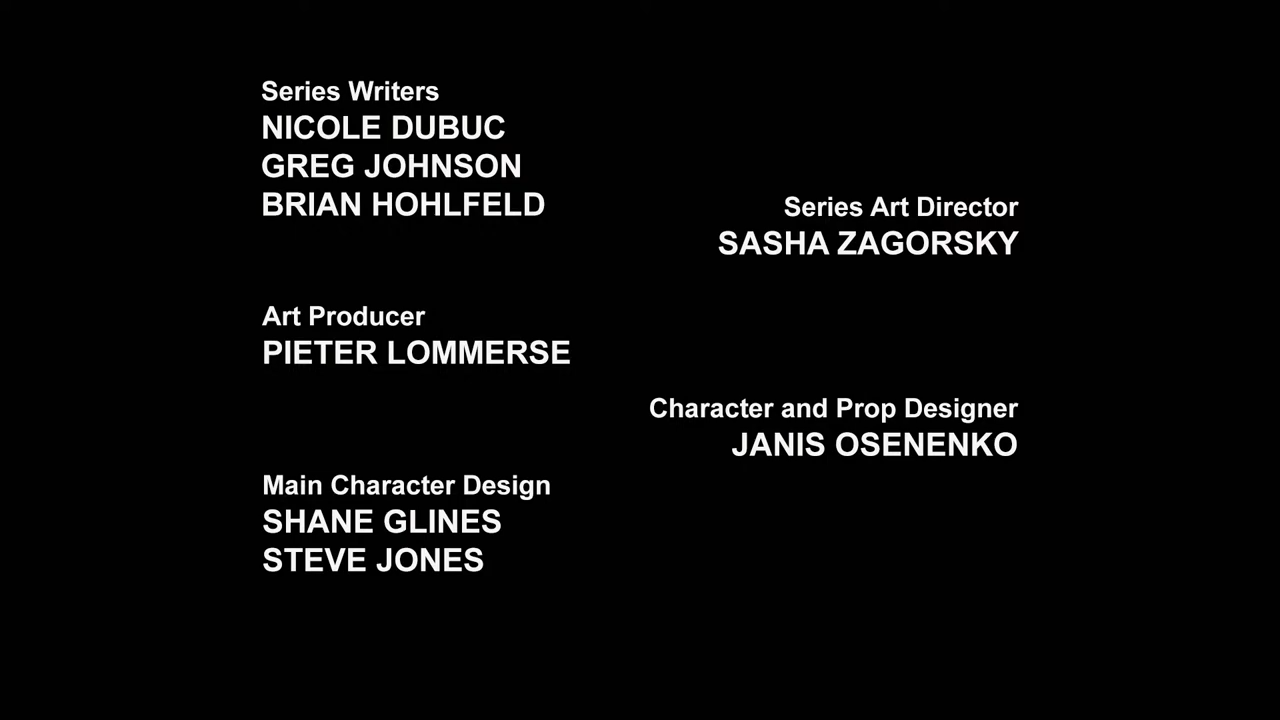 Series Writers
NICOLE DUBUC
GREG JOHNSON
BRIAN HOHLFELD
Series Art Director
SASHA ZAGORSKY
Art Producer
PIETER LOMMERSE
Character and Prop Designer
JANIS OSENENKO
Main Character Design
SHANE GLINES
STEVE JONES